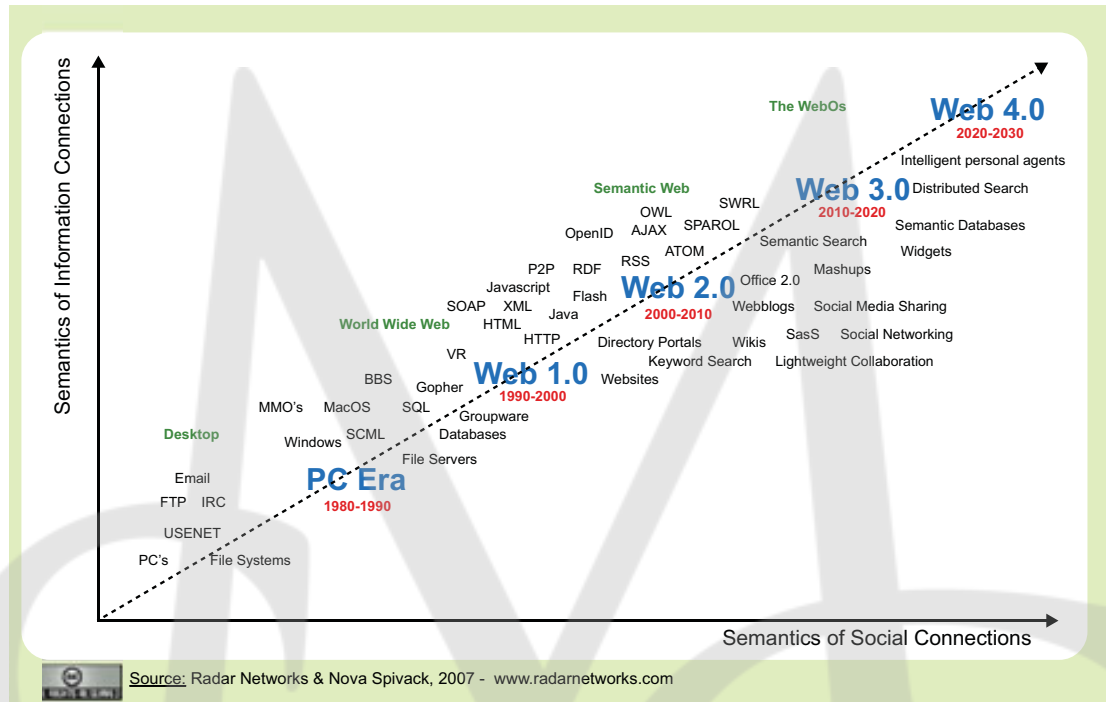 Semantics of Information Connections
The WebOs
Web 4.0
2020-2030
Intelligent personal agents
Semantic Web
Web 3.0
Distributed Search
2010-2020
SWRL
OWL
SPAROL
AJAX
OpenID
Semantic Databases
Semantic Search
Widgets
ATOM
RSS
P2P
RDF
Mashups
Office 2.0
Javascript
Flash
Web 2.0
2000-2010
SOAP
XML
Java
Webblogs
Social Media Sharing
World Wide Web
HTML
HTTP
Directory Portals
Wikis
SasS
Social Networking
VR
Keyword Search
Lightweight Collaboration
Web 1.0
1990-2000
Websites
BBS
Gopher
MMO's
MacOS
SQL
Groupware
Desktop
Windows
SCML
Databases
File Servers
Email
PC Era
1980-1990
FTP
IRC
USENET
PC's
File Systems
Semantics of Social Connections
Source: Radar Networks & Nova Spivack, 2007 - www.radarnetworks.com